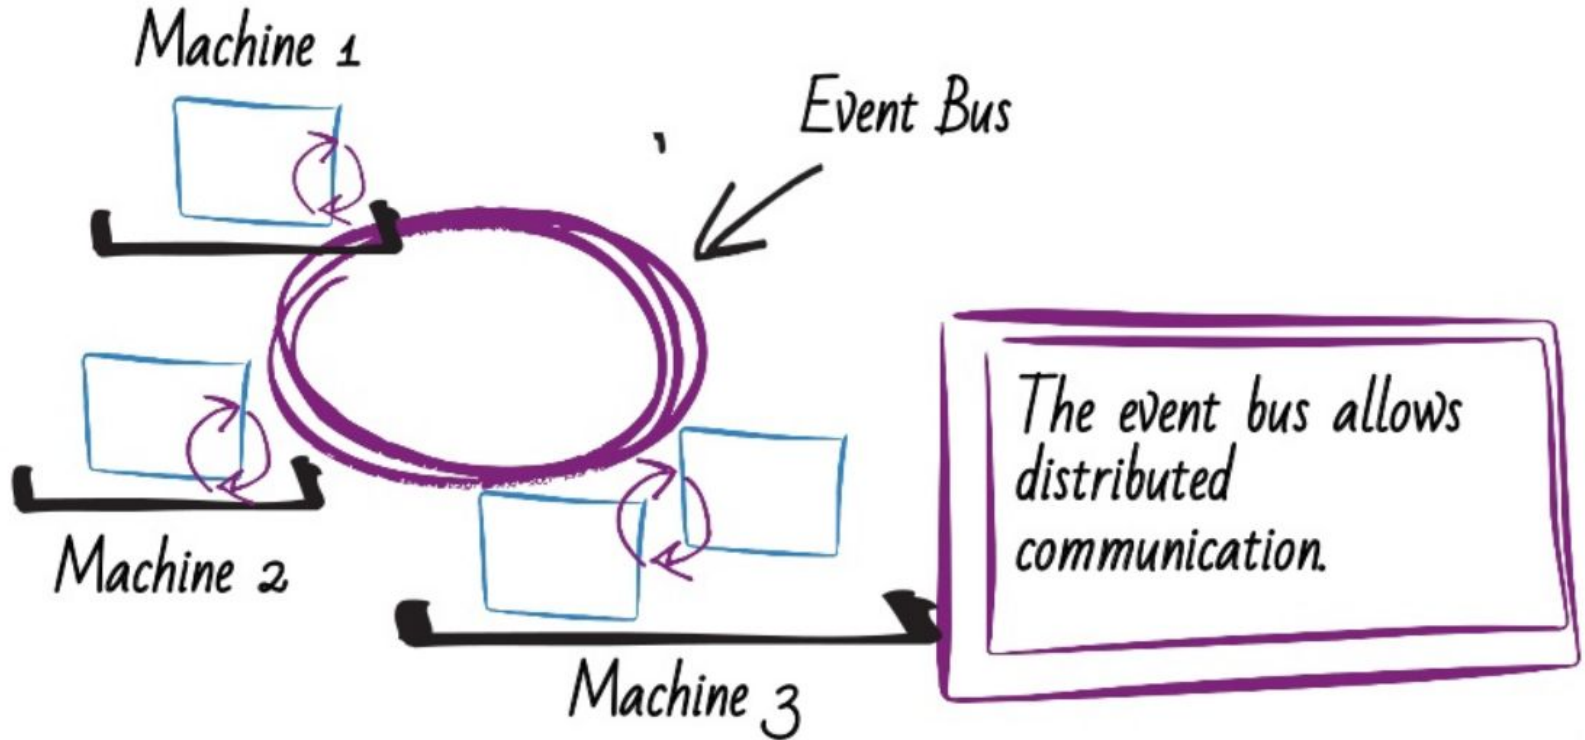 Machine 1
Event Bus
Machine 2
Machine 3
The event bus allows
distributed
communication.